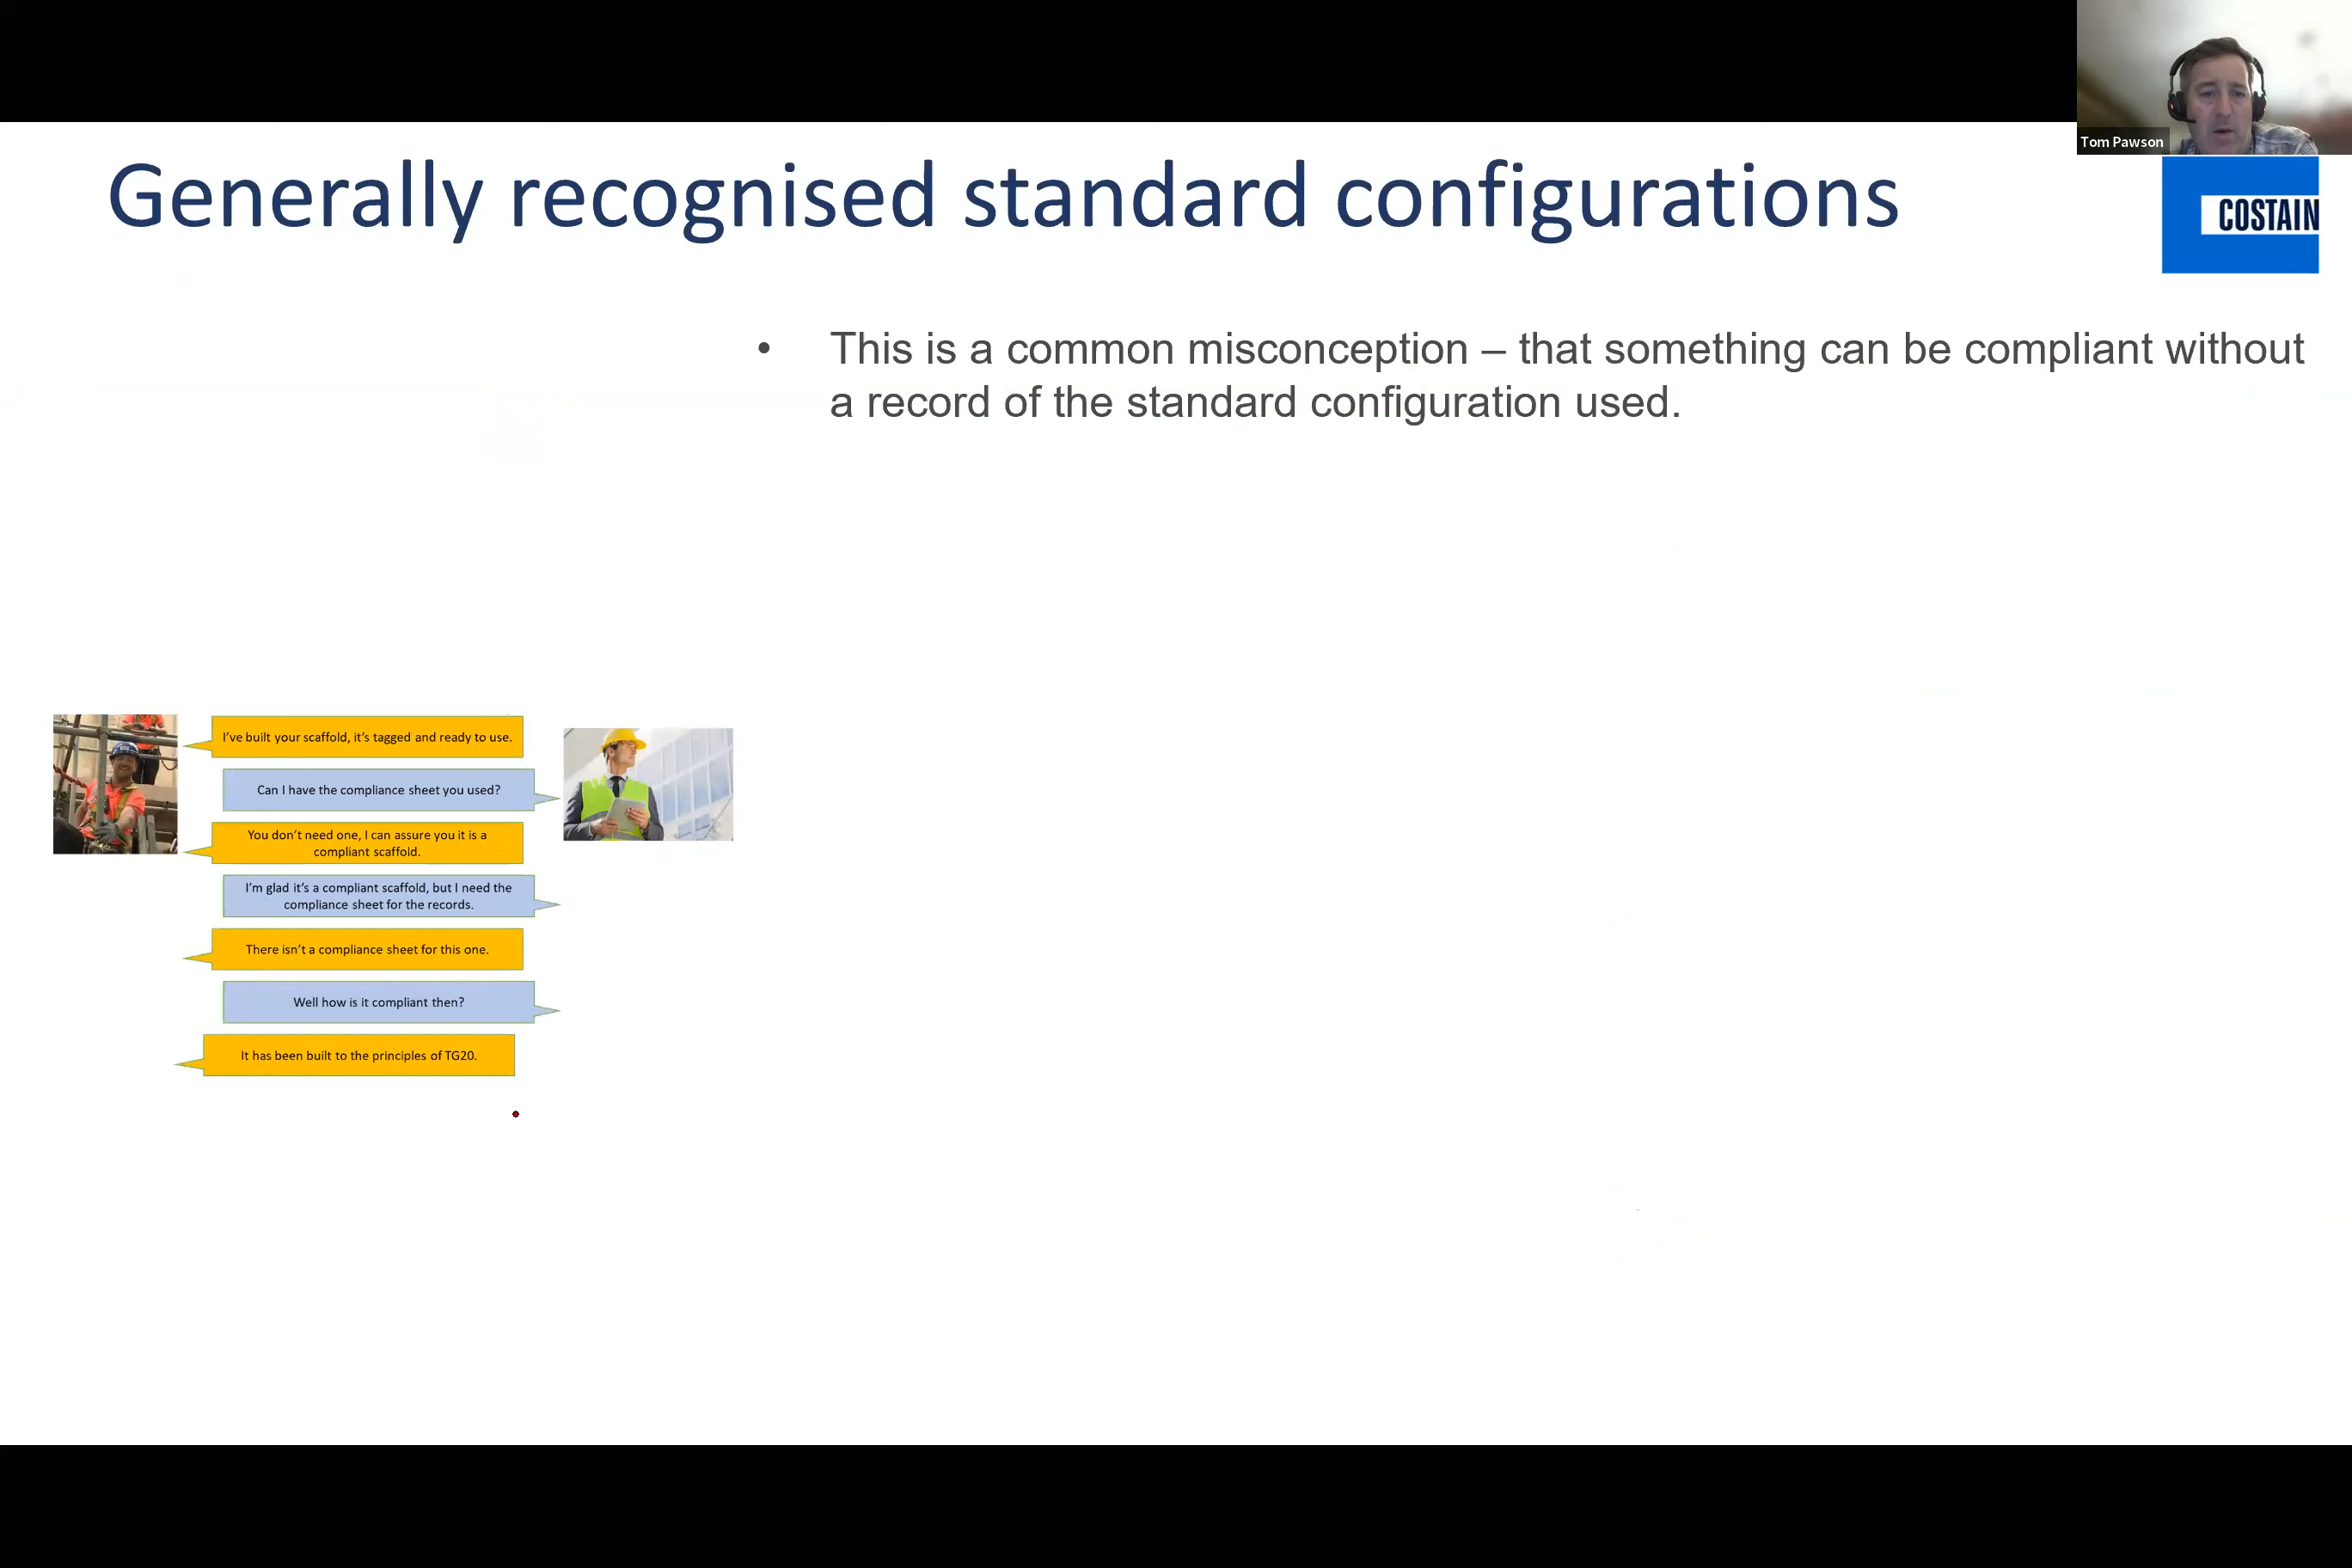 Tom Pawson
Generally recognised standard configurations
COSTAIN
• This is a common misconception – that something can be compliant without
a record of the standard configuration used.
I've built your scaffold, it's tagged and ready to use.
Can I have the compliance sheet you used?
You don't need one, I can assure you it is a
compliant scaffold.
I'm glad it's a compliant scaffold, but I need the
compliance sheet for the records.
There isn't a compliance sheet for this one.
Well how is it compliant then?
It has been built to the principles of TG20.